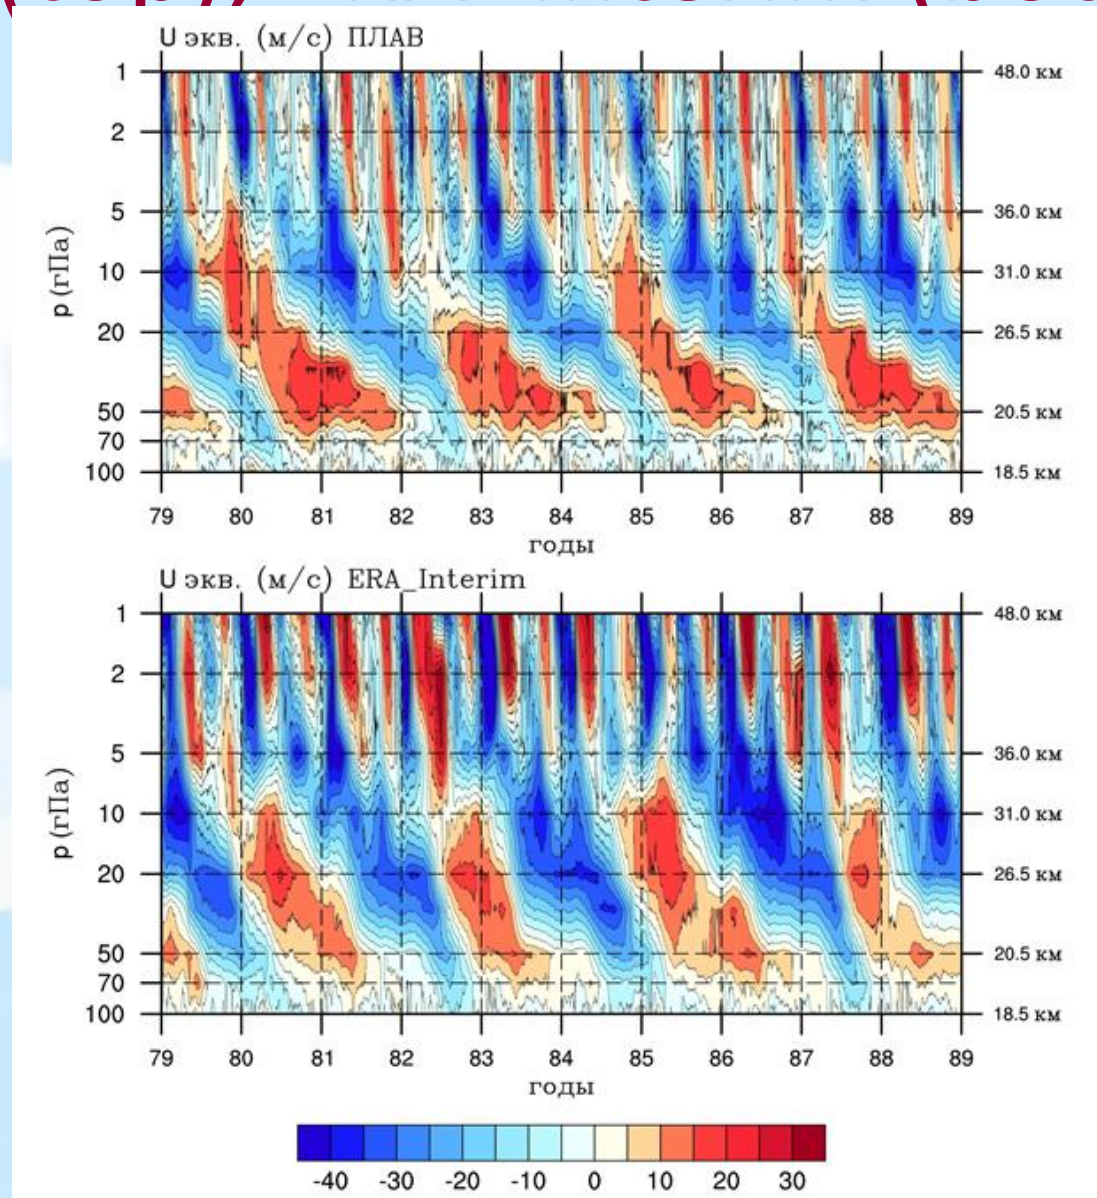 U экв. (м/с) ПЛАВ
1
2
5
10
20
50
70
100
р (гПа)
48.0 км
36.0 км
31.0 км
26.5 км
20.5 км
18.5 км
79 80 81 82 83 84 85 86 87 88 89
годы
U экв. (м/с) ERA_Interim
1
2
5
10
20
50
70
100
р (гПа)
48.0 км
36.0 км
31.0 км
26.5 км
20.5 км
18.5 км
79 80 81 82 83 84 85 86 87 88 89
годы
-40 -30 -20 -10 0 10 20 30